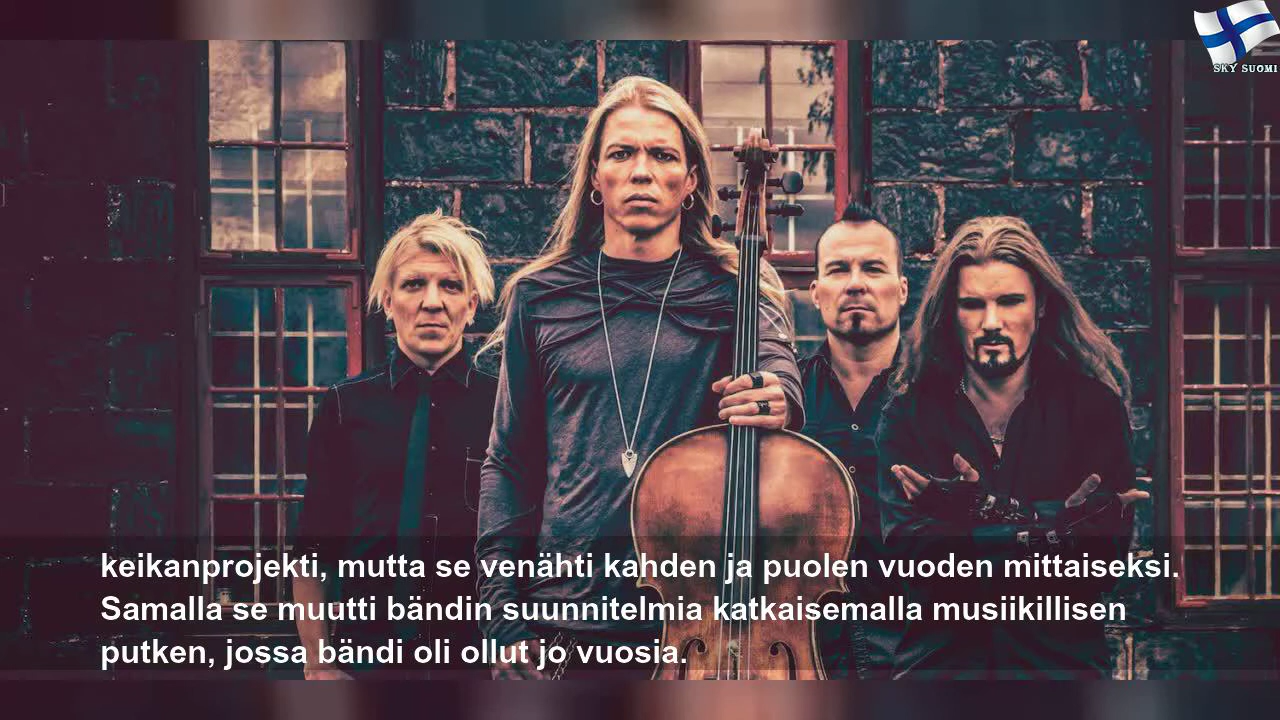 SKY SUOMI
keikanprojekti, mutta se venähti kahden ja puolen vuoden mittaiseksi.
Samalla se muutti bändin suunnitelmia katkaisemalla musiikillisen
putken, jossa bändi oli ollut jo vuosia.